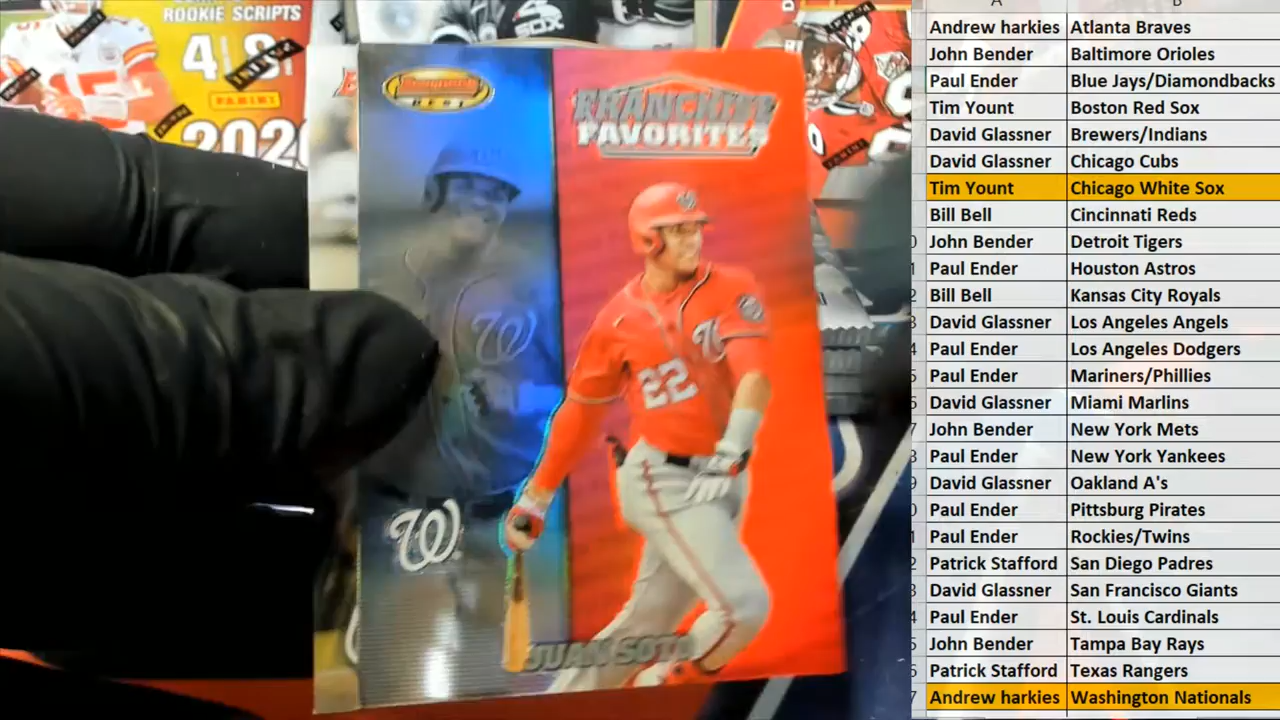 ROOKIE SCRIPTS
PANINI
2020
SOX
BEST
FRANCHISE
FAVORITES
W
22
W
JUAN SOTO
A B
Andrew harkies Atlanta Braves
John Bender Baltimore Orioles
Paul Ender Blue Jays/Diamondbacks
Tim Yount Boston Red Sox
David Glassner Brewers/Indians
David Glassner Chicago Cubs
Tim Yount Chicago White Sox
Bill Bell Cincinnati Reds
John Bender Detroit Tigers
Paul Ender Houston Astros
Bill Bell Kansas City Royals
David Glassner Los Angeles Angels
Paul Ender Los Angeles Dodgers
Paul Ender Mariners/Phillies
David Glassner Miami Marlins
John Bender New York Mets
Paul Ender New York Yankees
David Glassner Oakland A's
Paul Ender Pittsburg Pirates
Paul Ender Rockies/Twins
Patrick Stafford San Diego Padres
David Glassner San Francisco Giants
Paul Ender St. Louis Cardinals
John Bender Tampa Bay Rays
Patrick Stafford Texas Rangers
Andrew harkies Washington Nationals